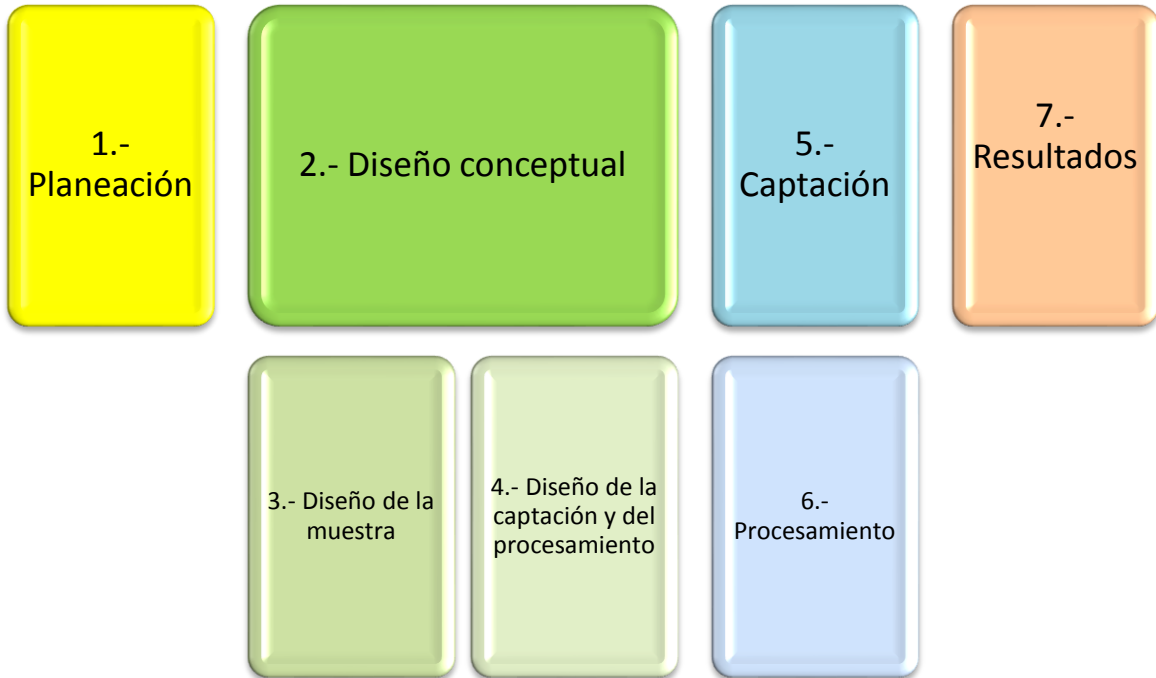 1.-
Planeación
2.- Diseño conceptual
5.-
Captación
7.-
Resultados
3.- Diseño de la
muestra
4.- Diseño de la
captación y del
procesamiento
6.-
Procesamiento